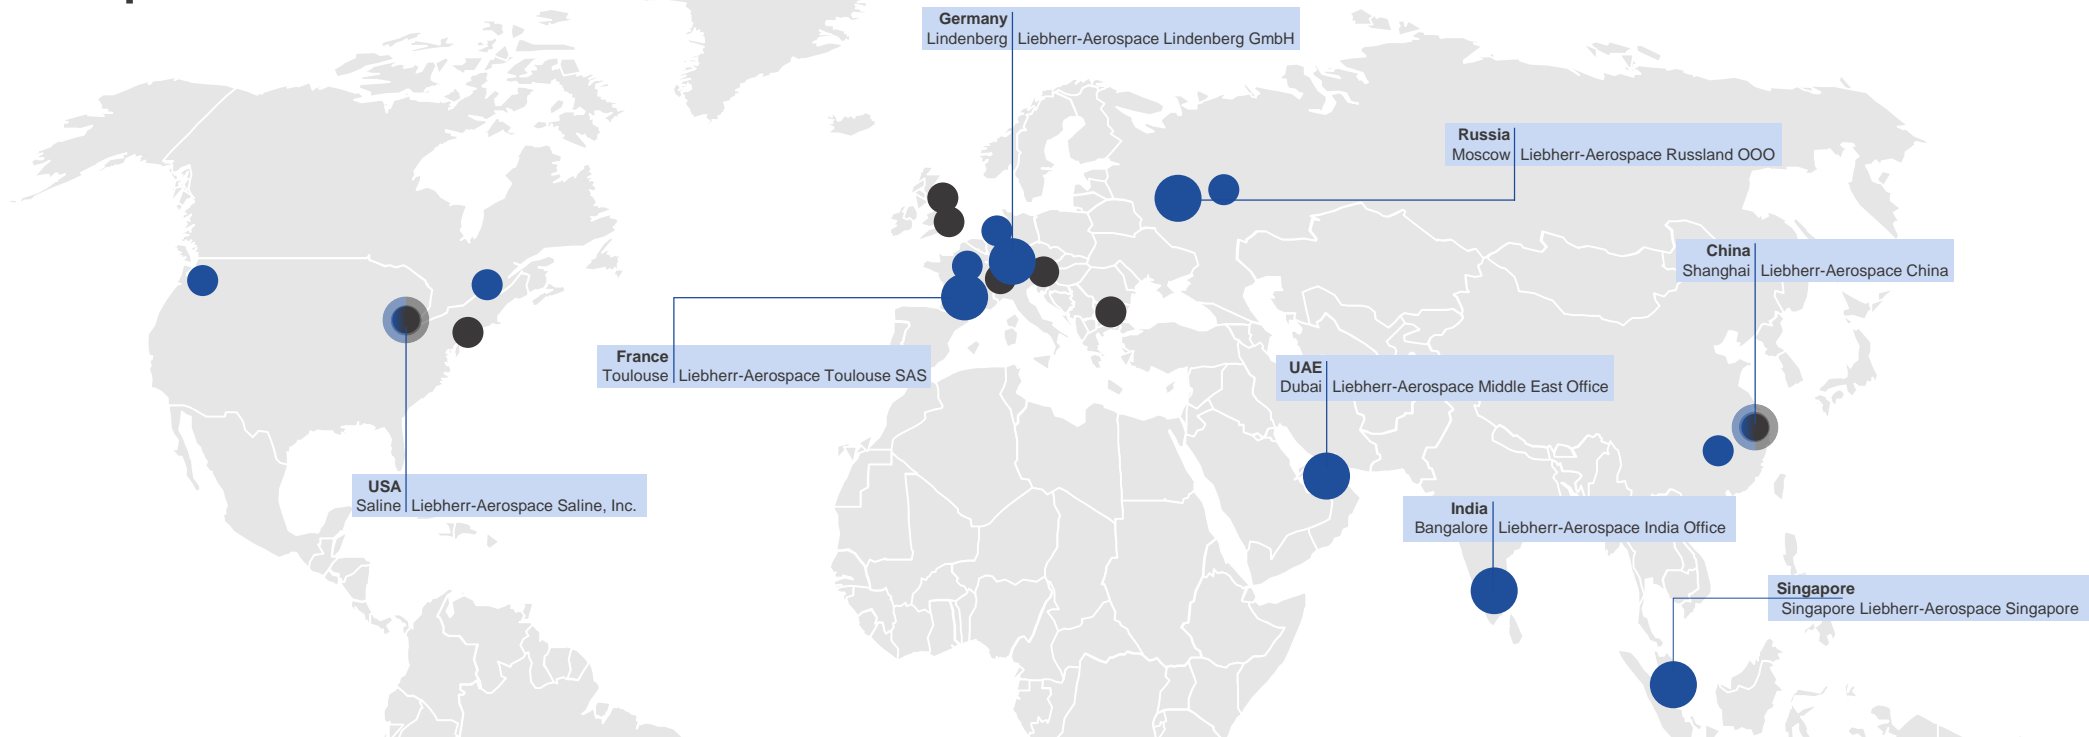 Germany
Lindenberg Liebherr-Aerospace Lindenberg GmbH
Russia
Moscow Liebherr-Aerospace Russland OOO
China
Shanghai Liebherr-Aerospace China
France
Toulouse Liebherr-Aerospace Toulouse SAS
UAE
Dubai Liebherr-Aerospace Middle East Office
USA
Saline Liebherr-Aerospace Saline, Inc.
India
Bangalore Liebherr-Aerospace India Office
Singapore
Singapore Liebherr-Aerospace Singapore